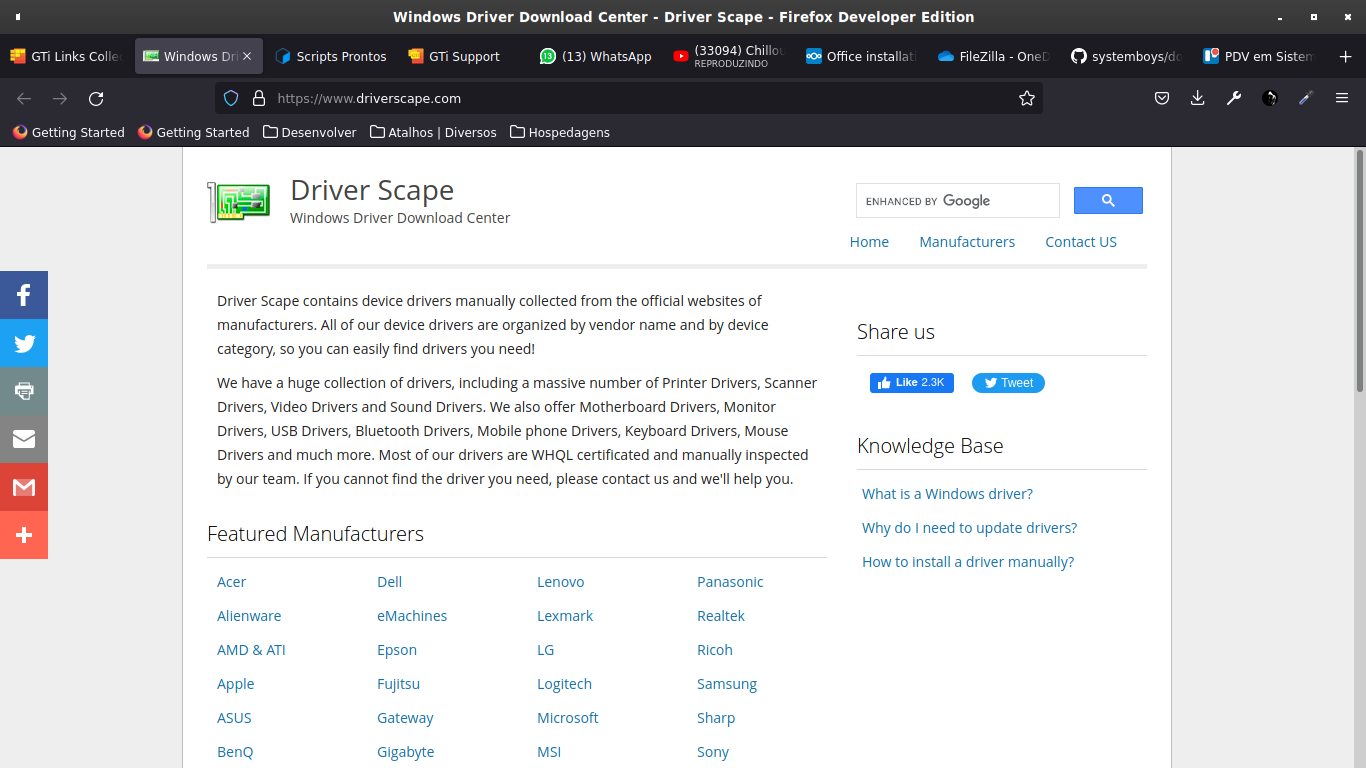 Windows Driver Download Center - Driver Scape - Firefox Developer Edition
GTi Links Colle
Windows Dri
Scripts Prontos
GTi Support
13
(13) WhatsApp
(33094) Chillou
REPRODUZINDO
Office installati
FileZilla - OneD
systemboys/do
PDV em Sistem
https://www.driverscape.com
Getting Started
Getting Started
Desenvolver
Atalhos | Diversos
Hospedagens
Driver Scape
Windows Driver Download Center
ENHANCED BY Google
Home
Manufacturers
Contact US
Driver Scape contains device drivers manually collected from the official websites of
manufacturers. All of our device drivers are organized by vendor name and by device
category, so you can easily find drivers you need!
We have a huge collection of drivers, including a massive number of Printer Drivers, Scanner
Drivers, Video Drivers and Sound Drivers. We also offer Motherboard Drivers, Monitor
Drivers, USB Drivers, Bluetooth Drivers, Mobile phone Drivers, Keyboard Drivers, Mouse
Drivers and much more. Most of our drivers are WHQL certificated and manually inspected
by our team. If you cannot find the driver you need, please contact us and we'll help you.
Share us
Like 2.3K
Tweet
Knowledge Base
What is a Windows driver?
Why do I need to update drivers?
How to install a driver manually?
Featured Manufacturers
Acer
Dell
Lenovo
Panasonic
Alienware
eMachines
Lexmark
Realtek
AMD & ATI
Epson
LG
Ricoh
Apple
Fujitsu
Logitech
Samsung
ASUS
Gateway
Microsoft
Sharp
BenQ
Gigabyte
MSI
Sony